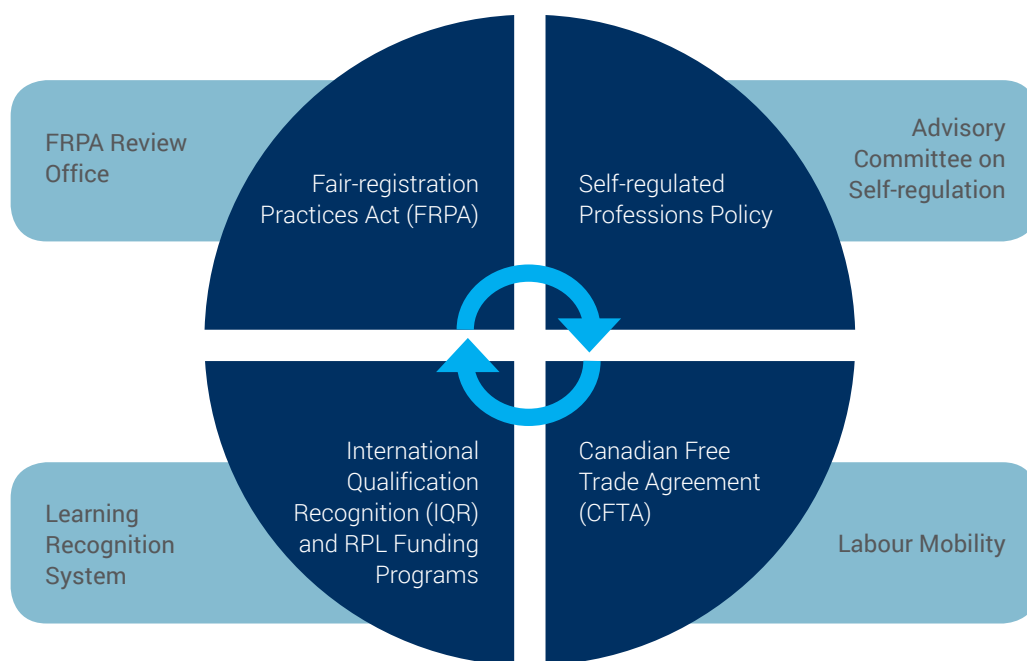 FRPA Review
Office
Fair-registration
Practices Act (FRPA)
Self-regulated
Professions Policy
Advisory
Committee on
Self-regulation
Learning
Recognition
System
International
Qualification
Recognition (IQR)
and RPL Funding
Programs
Canadian Free
Trade Agreement
(CFTA)
Labour Mobility